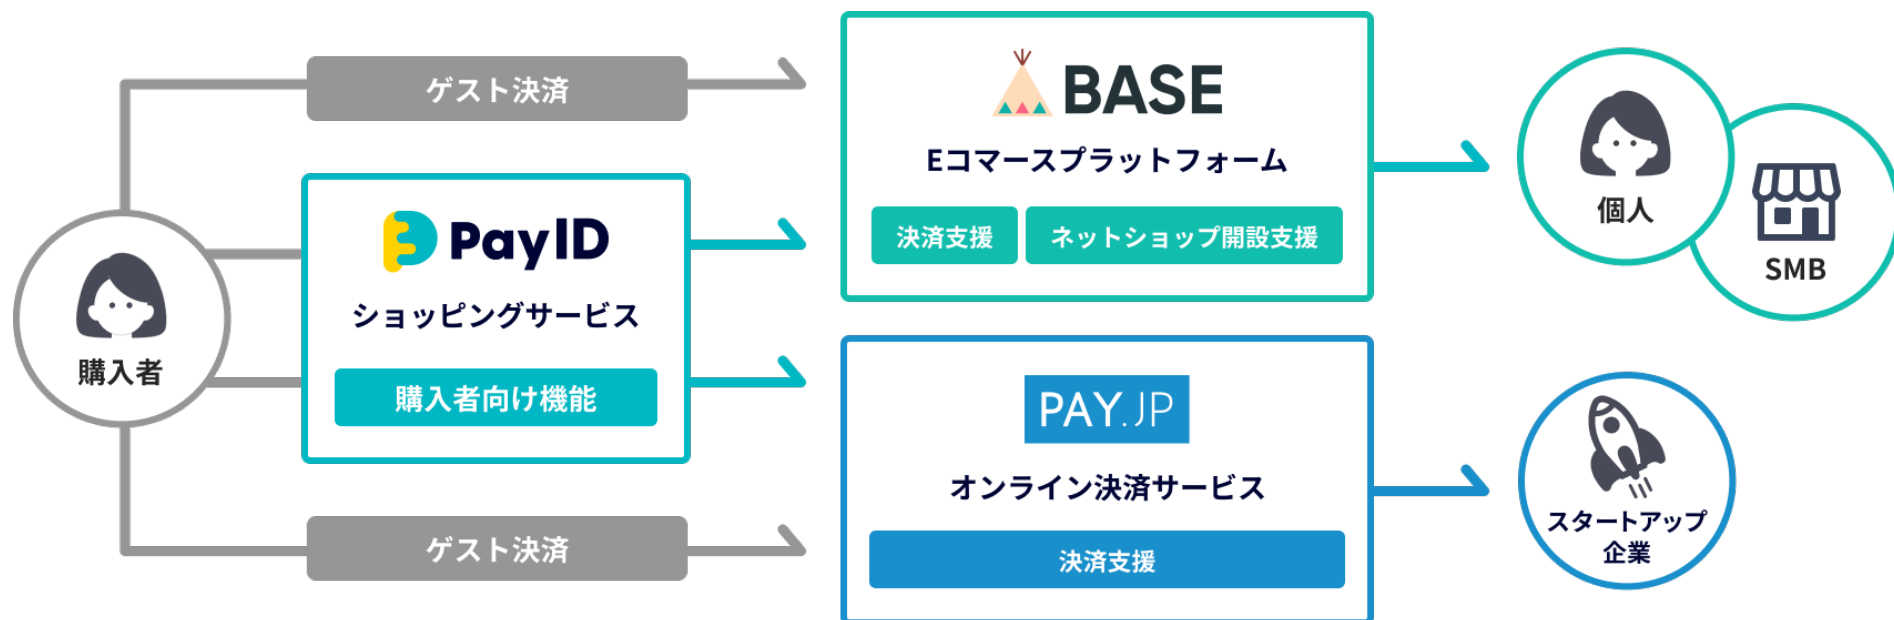 購入者
ゲスト決済
Pay ID
ショッピングサービス
購入者向け機能
ゲスト決済
BASE
Eコマースプラットフォーム
決済支援
ネットショップ開設支援
PAY.JP
オンライン決済サービス
決済支援
個人
SMB
スタートアップ
企業